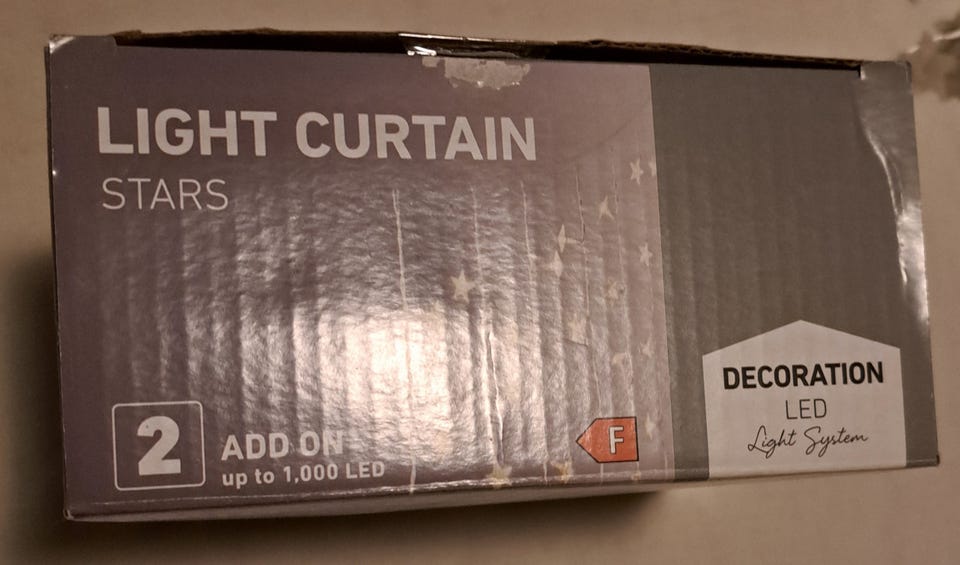 LIGHT CURTAIN
STARS
2
ADD ON
up to 1,000 LED
F
DECORATION
LED
Light System